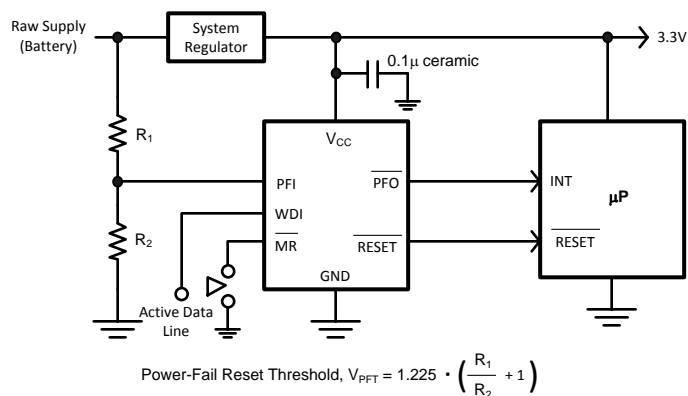 Raw Supply
(Battery)
System
Regulator
3.3V
0.1μ ceramic
R1
R2
VCC
PFI
PFO
WDI
MR
RESET
GND
INT
μP
RESET
Active Data
Line
Power-Fail Reset Threshold, VPFT = 1.225 · (R1/R2 + 1)